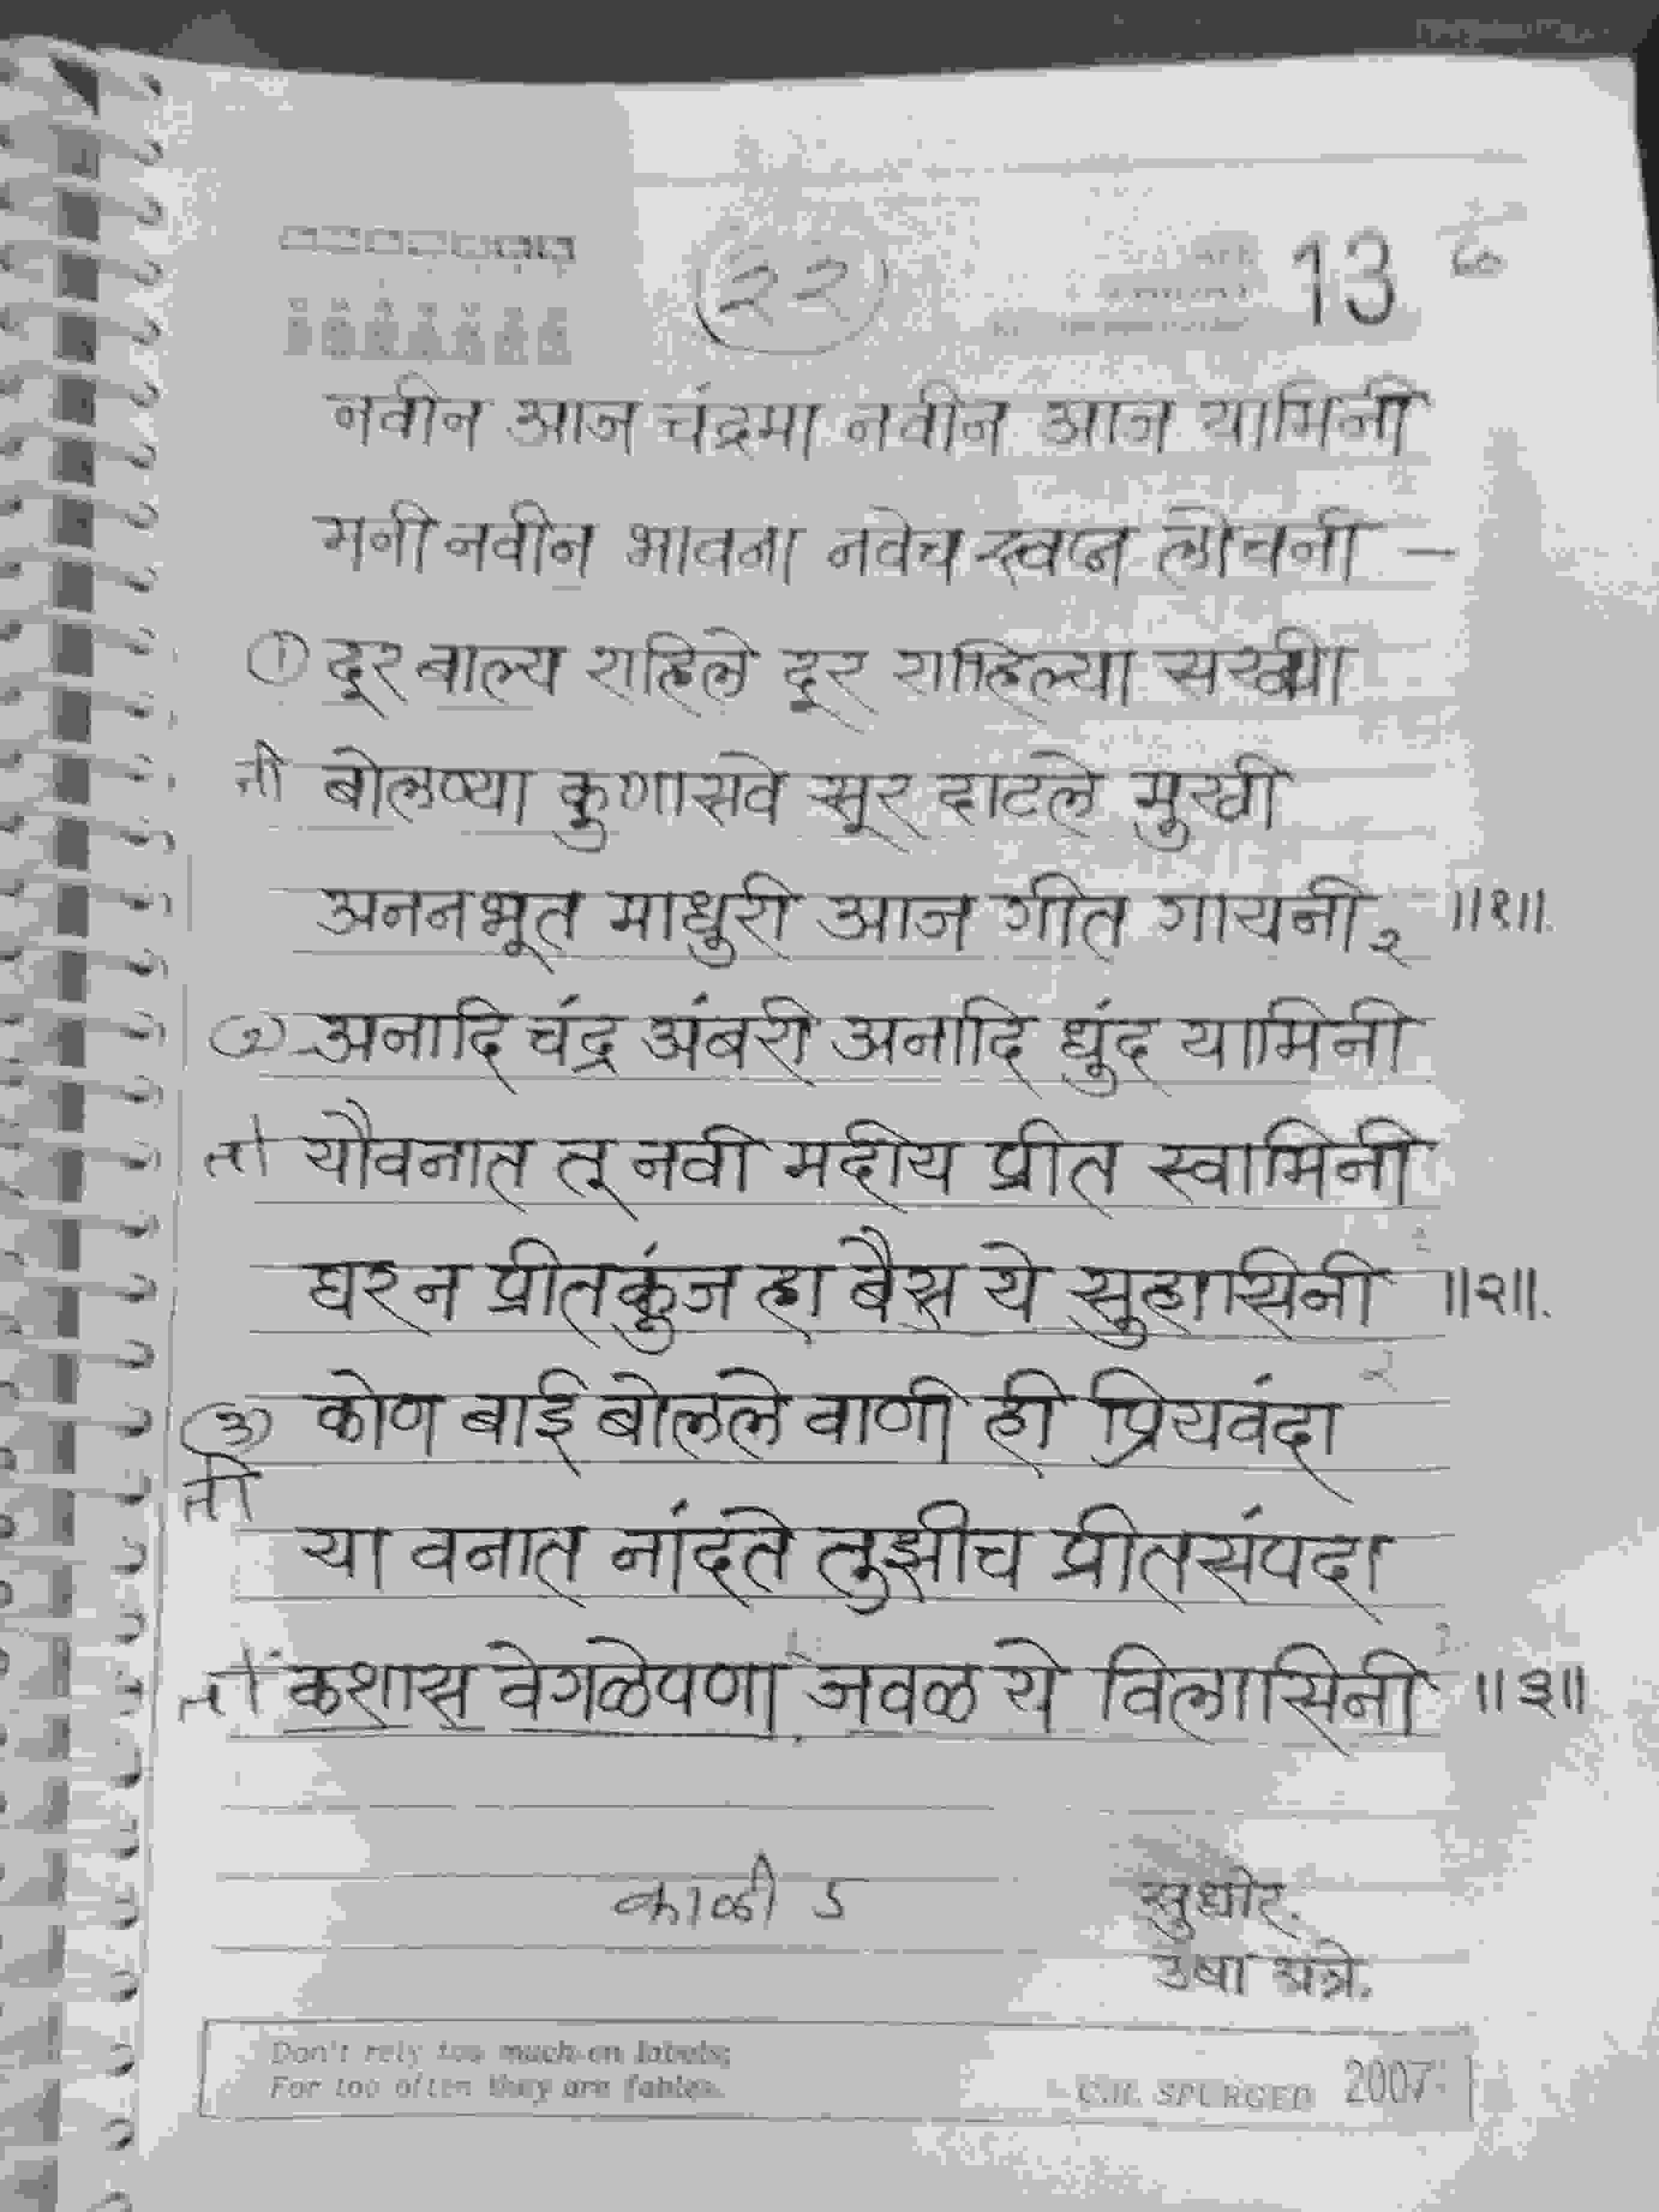 २२ 13
नवीन आज चंद्रमा नवीन आज यामिनी
मनी नवीन भावना नवेच स्वप्न लोचनी —
① दूर बाल्य राहिले दूर राहिल्या सख्या
ती बोलण्या कुणासवे सूर दाटले मुखी
अननभूत माधुरी आज गीत गायनी २ ॥१॥.
② अनादि चंद्र अंबरी अनादि धुंद यामिनी
तो यौवनात तू नवी मदीय प्रीत स्वामिनी
घर न प्रीतकुंज हा बैस ये सुहासिनी ॥२॥.
२
③ कोण बाई बोलले वाणी ही प्रियवंदा
ती
या वनात नांदते तुझीच प्रीतसंपदा
तो कशास वेगळेपणा जवळ ये विलासिनी ॥३॥
काळी 5 सुधीर.
उषा अत्रे.
Don't rely too much on labels;
For too often they are fables.
C.H. SPURGEO 2007